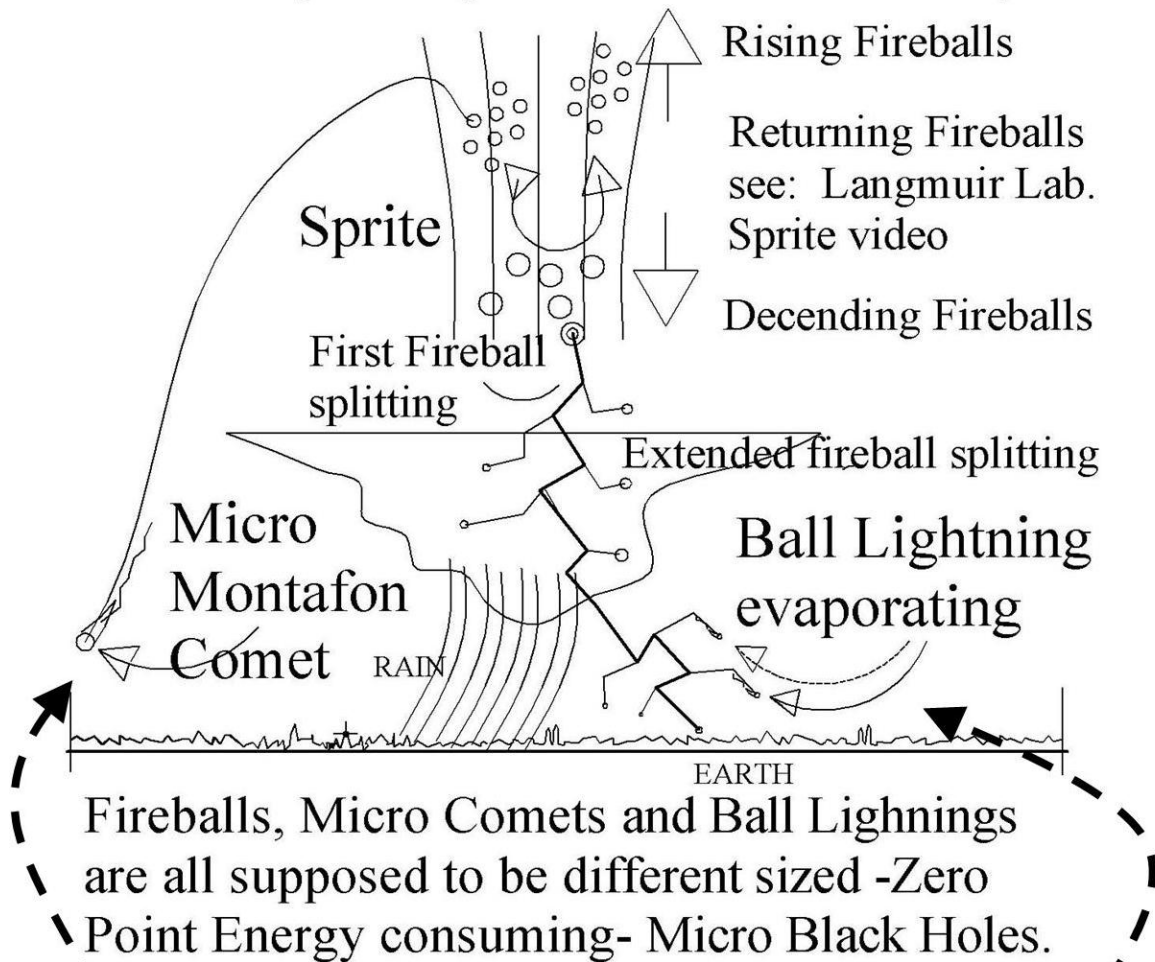 Rising Fireballs
Returning Fireballs
see: Langmuir Lab.
Sprite video
Sprite
Decending Fireballs
First Fireball
splitting
Extended fireball splitting
Micro
Montafon
Comet
Ball Lightning
evaporating
RAIN
EARTH
Fireballs, Micro Comets and Ball Lighnings
are all supposed to be different sized -Zero
Point Energy consuming- Micro Black Holes.